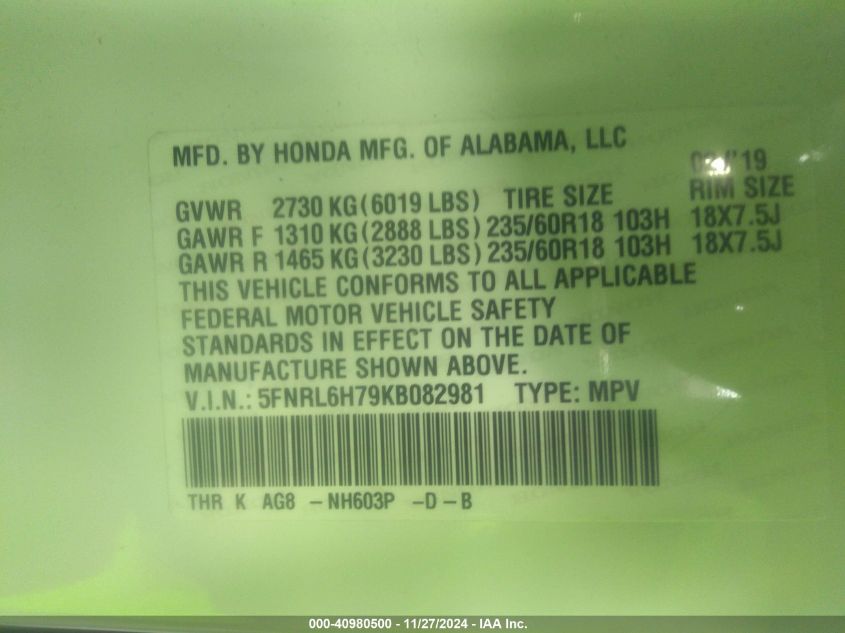 MFD. BY HONDA MFG. OF ALABAMA, LLC
'19
GVWR 2730 KG (6019 LBS) TIRE SIZE RIM SIZE
GAWR F 1310 KG (2888 LBS) 235/60R18 103H 18X7.5J
GAWR R 1465 KG (3230 LBS) 235/60R18 103H 18X7.5J
THIS VEHICLE CONFORMS TO ALL APPLICABLE
FEDERAL MOTOR VEHICLE SAFETY
STANDARDS IN EFFECT ON THE DATE OF
MANUFACTURE SHOWN ABOVE.
V.I.N.: 5FNRL6H79KB082981 TYPE: MPV
THR K AG8 -NH603P -D-B
000-40980500 - 11/27/2024 - IAA Inc.